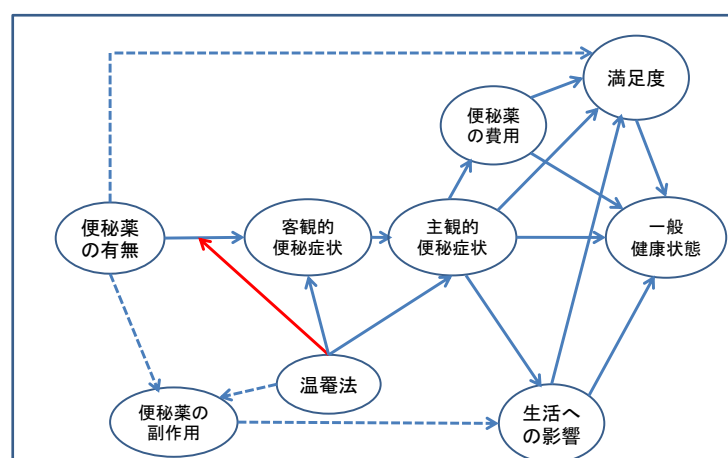 満足度
便秘薬
の費用
便秘薬
の有無
客観的
便秘症状
主観的
便秘症状
一般
健康状態
温罨法
便秘薬の
副作用
生活へ
の影響